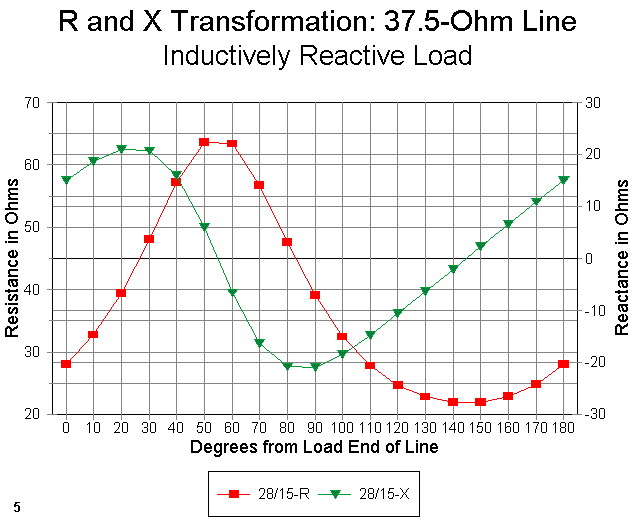 R and X Transformation: 37.5-Ohm Line
Inductively Reactive Load
Resistance in Ohms
70
60
50
40
30
20
Reactance in Ohms
30
20
10
0
-10
-20
-30
0 10 20 30 40 50 60 70 80 90 100 110 120 130 140 150 160 170 180
Degrees from Load End of Line
28/15-R 28/15-X
5